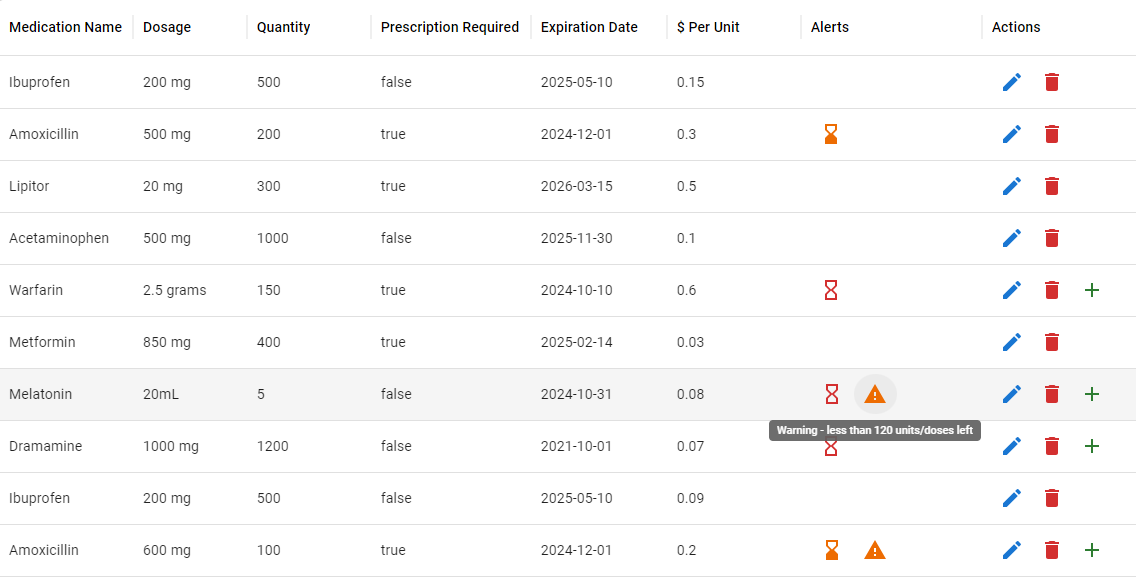 Medication Name Dosage Quantity Prescription Required Expiration Date $ Per Unit Alerts Actions
Ibuprofen 200 mg 500 false 2025-05-10 0.15
Amoxicillin 500 mg 200 true 2024-12-01 0.3
Lipitor 20 mg 300 true 2026-03-15 0.5
Acetaminophen 500 mg 1000 false 2025-11-30 0.1
Warfarin 2.5 grams 150 true 2024-10-10 0.6
Metformin 850 mg 400 true 2025-02-14 0.03
Melatonin 20mL 5 false 2024-10-31 0.08
Warning - less than 120 units/doses left
Dramamine 1000 mg 1200 false 2021-10-01 0.07
Ibuprofen 200 mg 500 false 2025-05-10 0.09
Amoxicillin 600 mg 100 true 2024-12-01 0.2